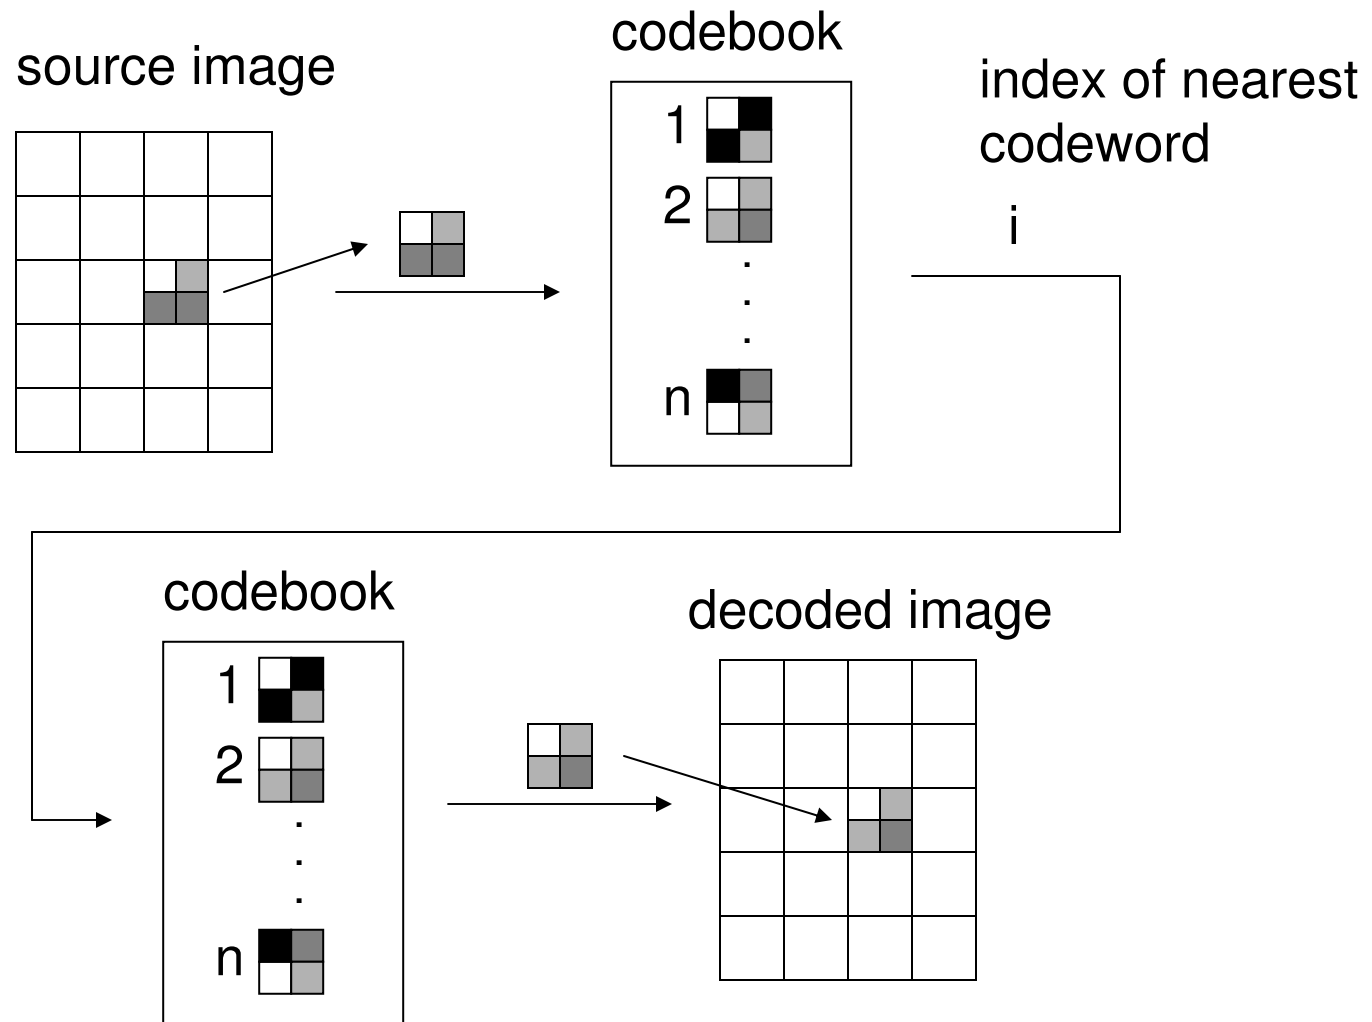 source image
codebook
index of nearest
codeword
i
1
2
.
.
.
n
codebook
1
2
.
.
.
n
decoded image